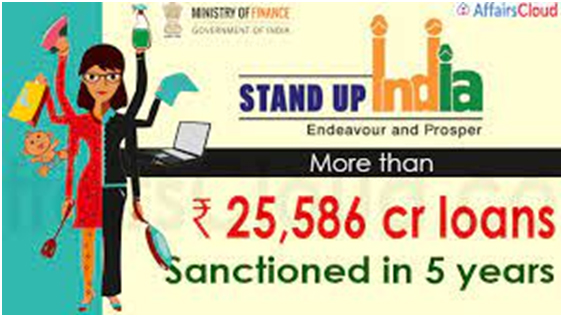 MINISTRY OF FINANCE
GOVERNMENT OF INDIA
AffairsCloud
STAND UP India
Endeavour and Prosper
More than
₹ 25,586 cr loans
Sanctioned in 5 years